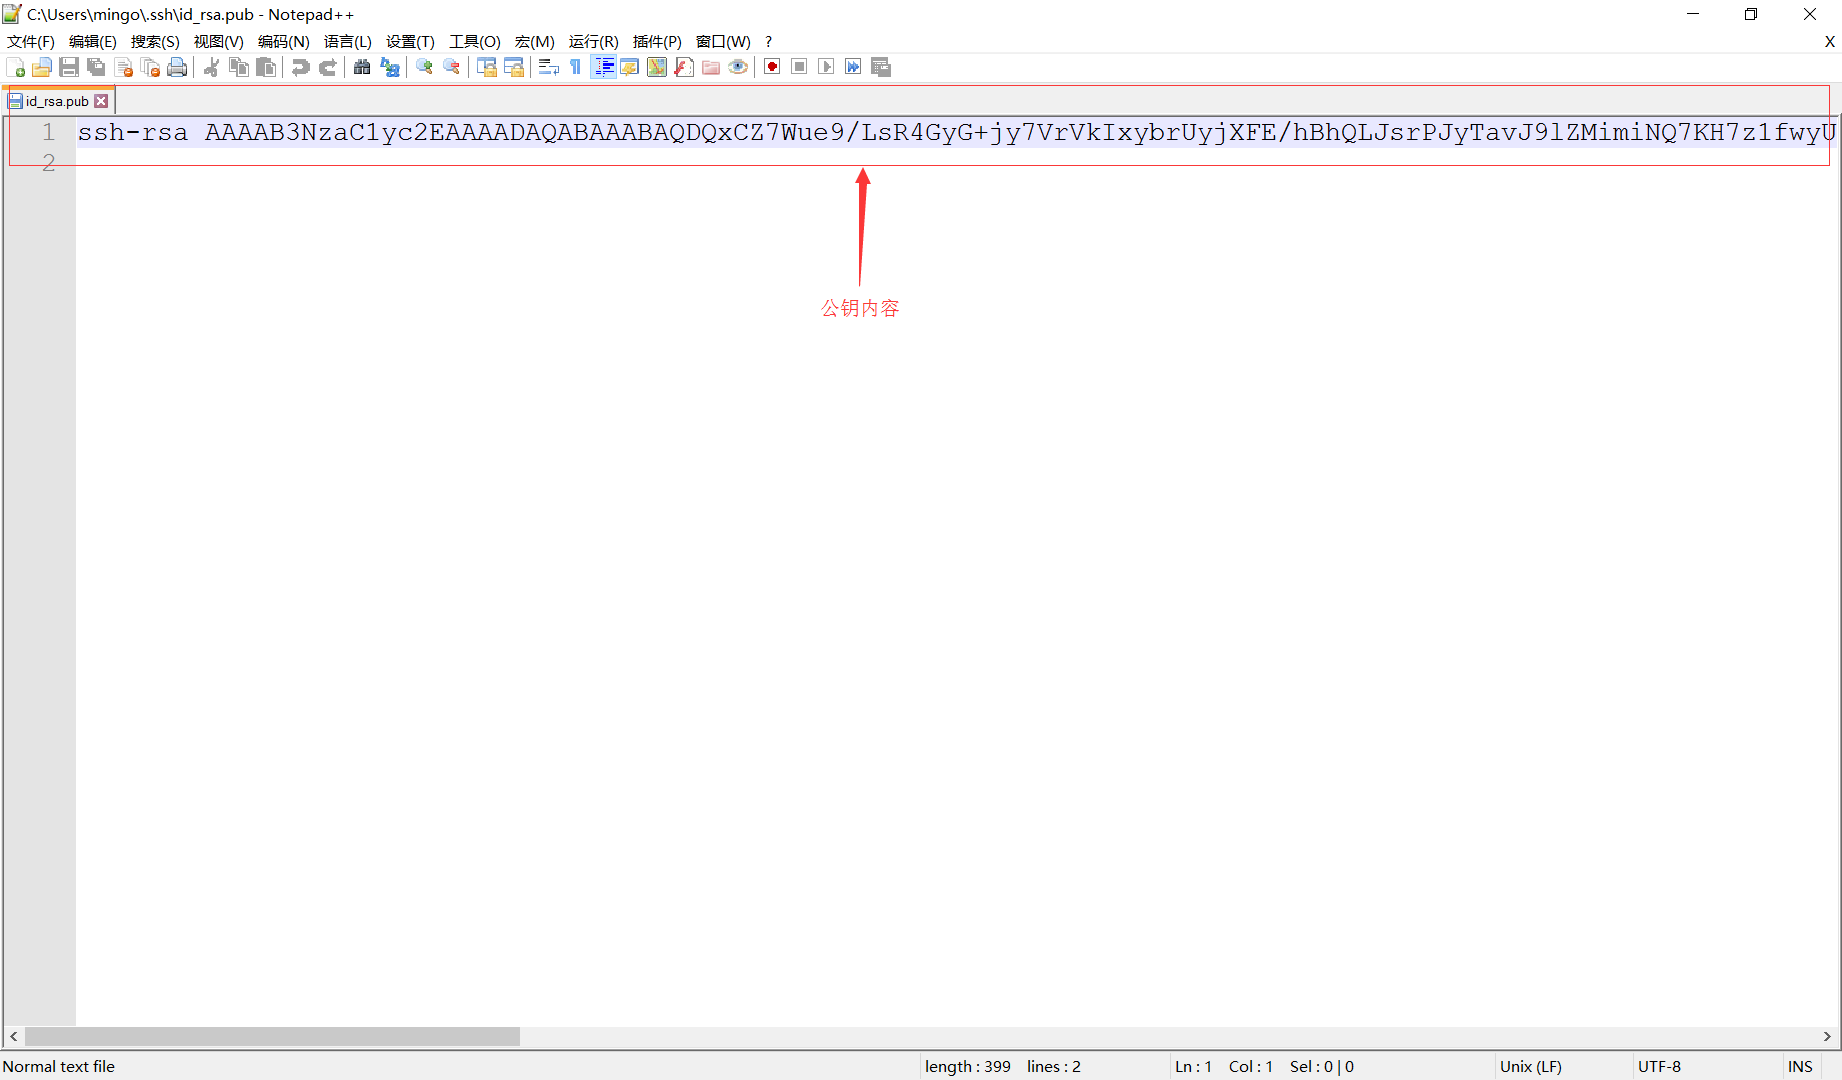 C:\Users\mingo\.ssh\id_rsa.pub - Notepad++
文件(F) 编辑(E) 搜索(S) 视图(V) 编码(N) 语言(L) 设置(T) 工具(O) 宏(M) 运行(R) 插件(P) 窗口(W) ? X
id_rsa.pub
1 ssh-rsa AAAAB3NzaC1yc2EAAAADAQABAAABAQDQxCZ7Wue9/LsR4GyG+jy7VrVkIxybrUyjXFE/hBhQLJsrPJyTavJ9lZMimiNQ7KH7z1fwyU
2
公钥内容
Normal text file length : 399 lines : 2 Ln : 1 Col : 1 Sel : 0 | 0 Unix (LF) UTF-8 INS